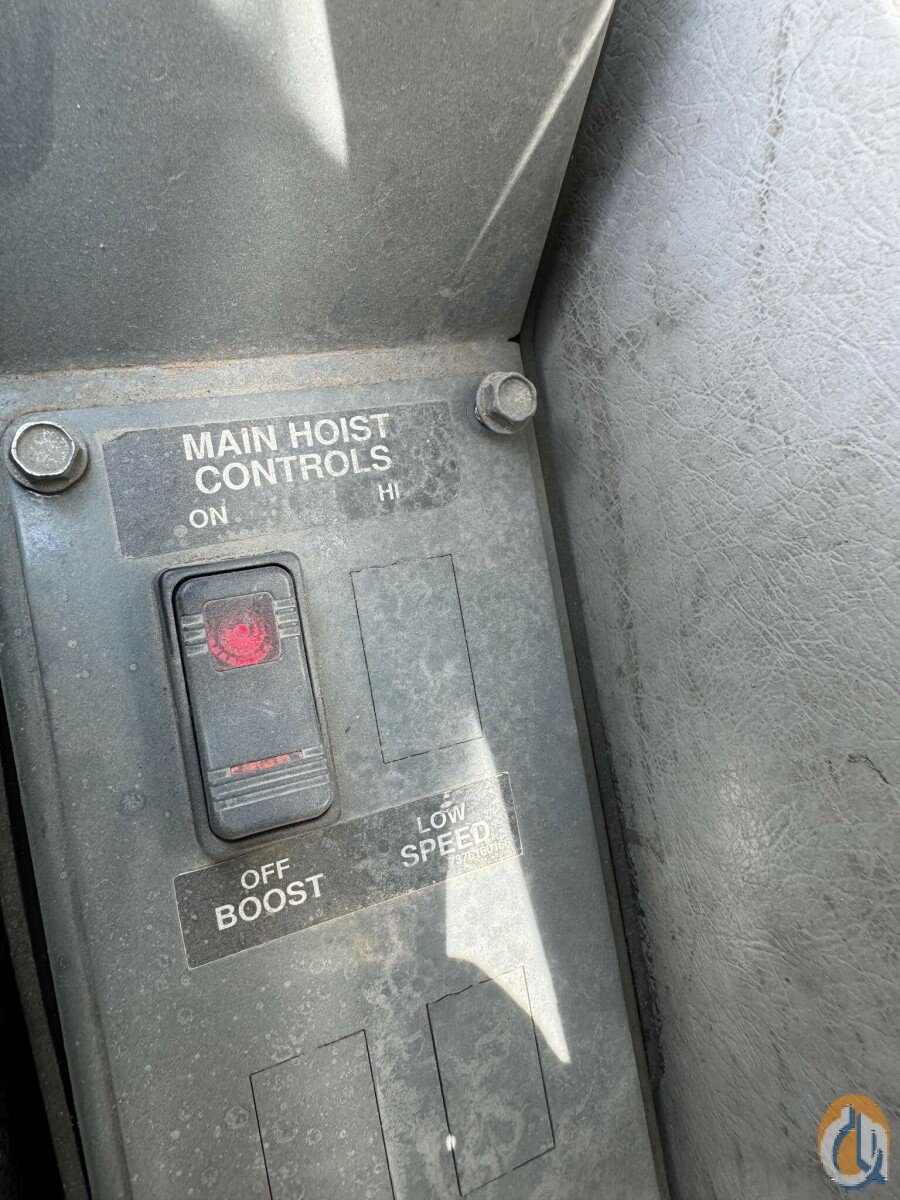 MAIN HOIST
CONTROLS
ON HI
OFF LOW
BOOST SPEED